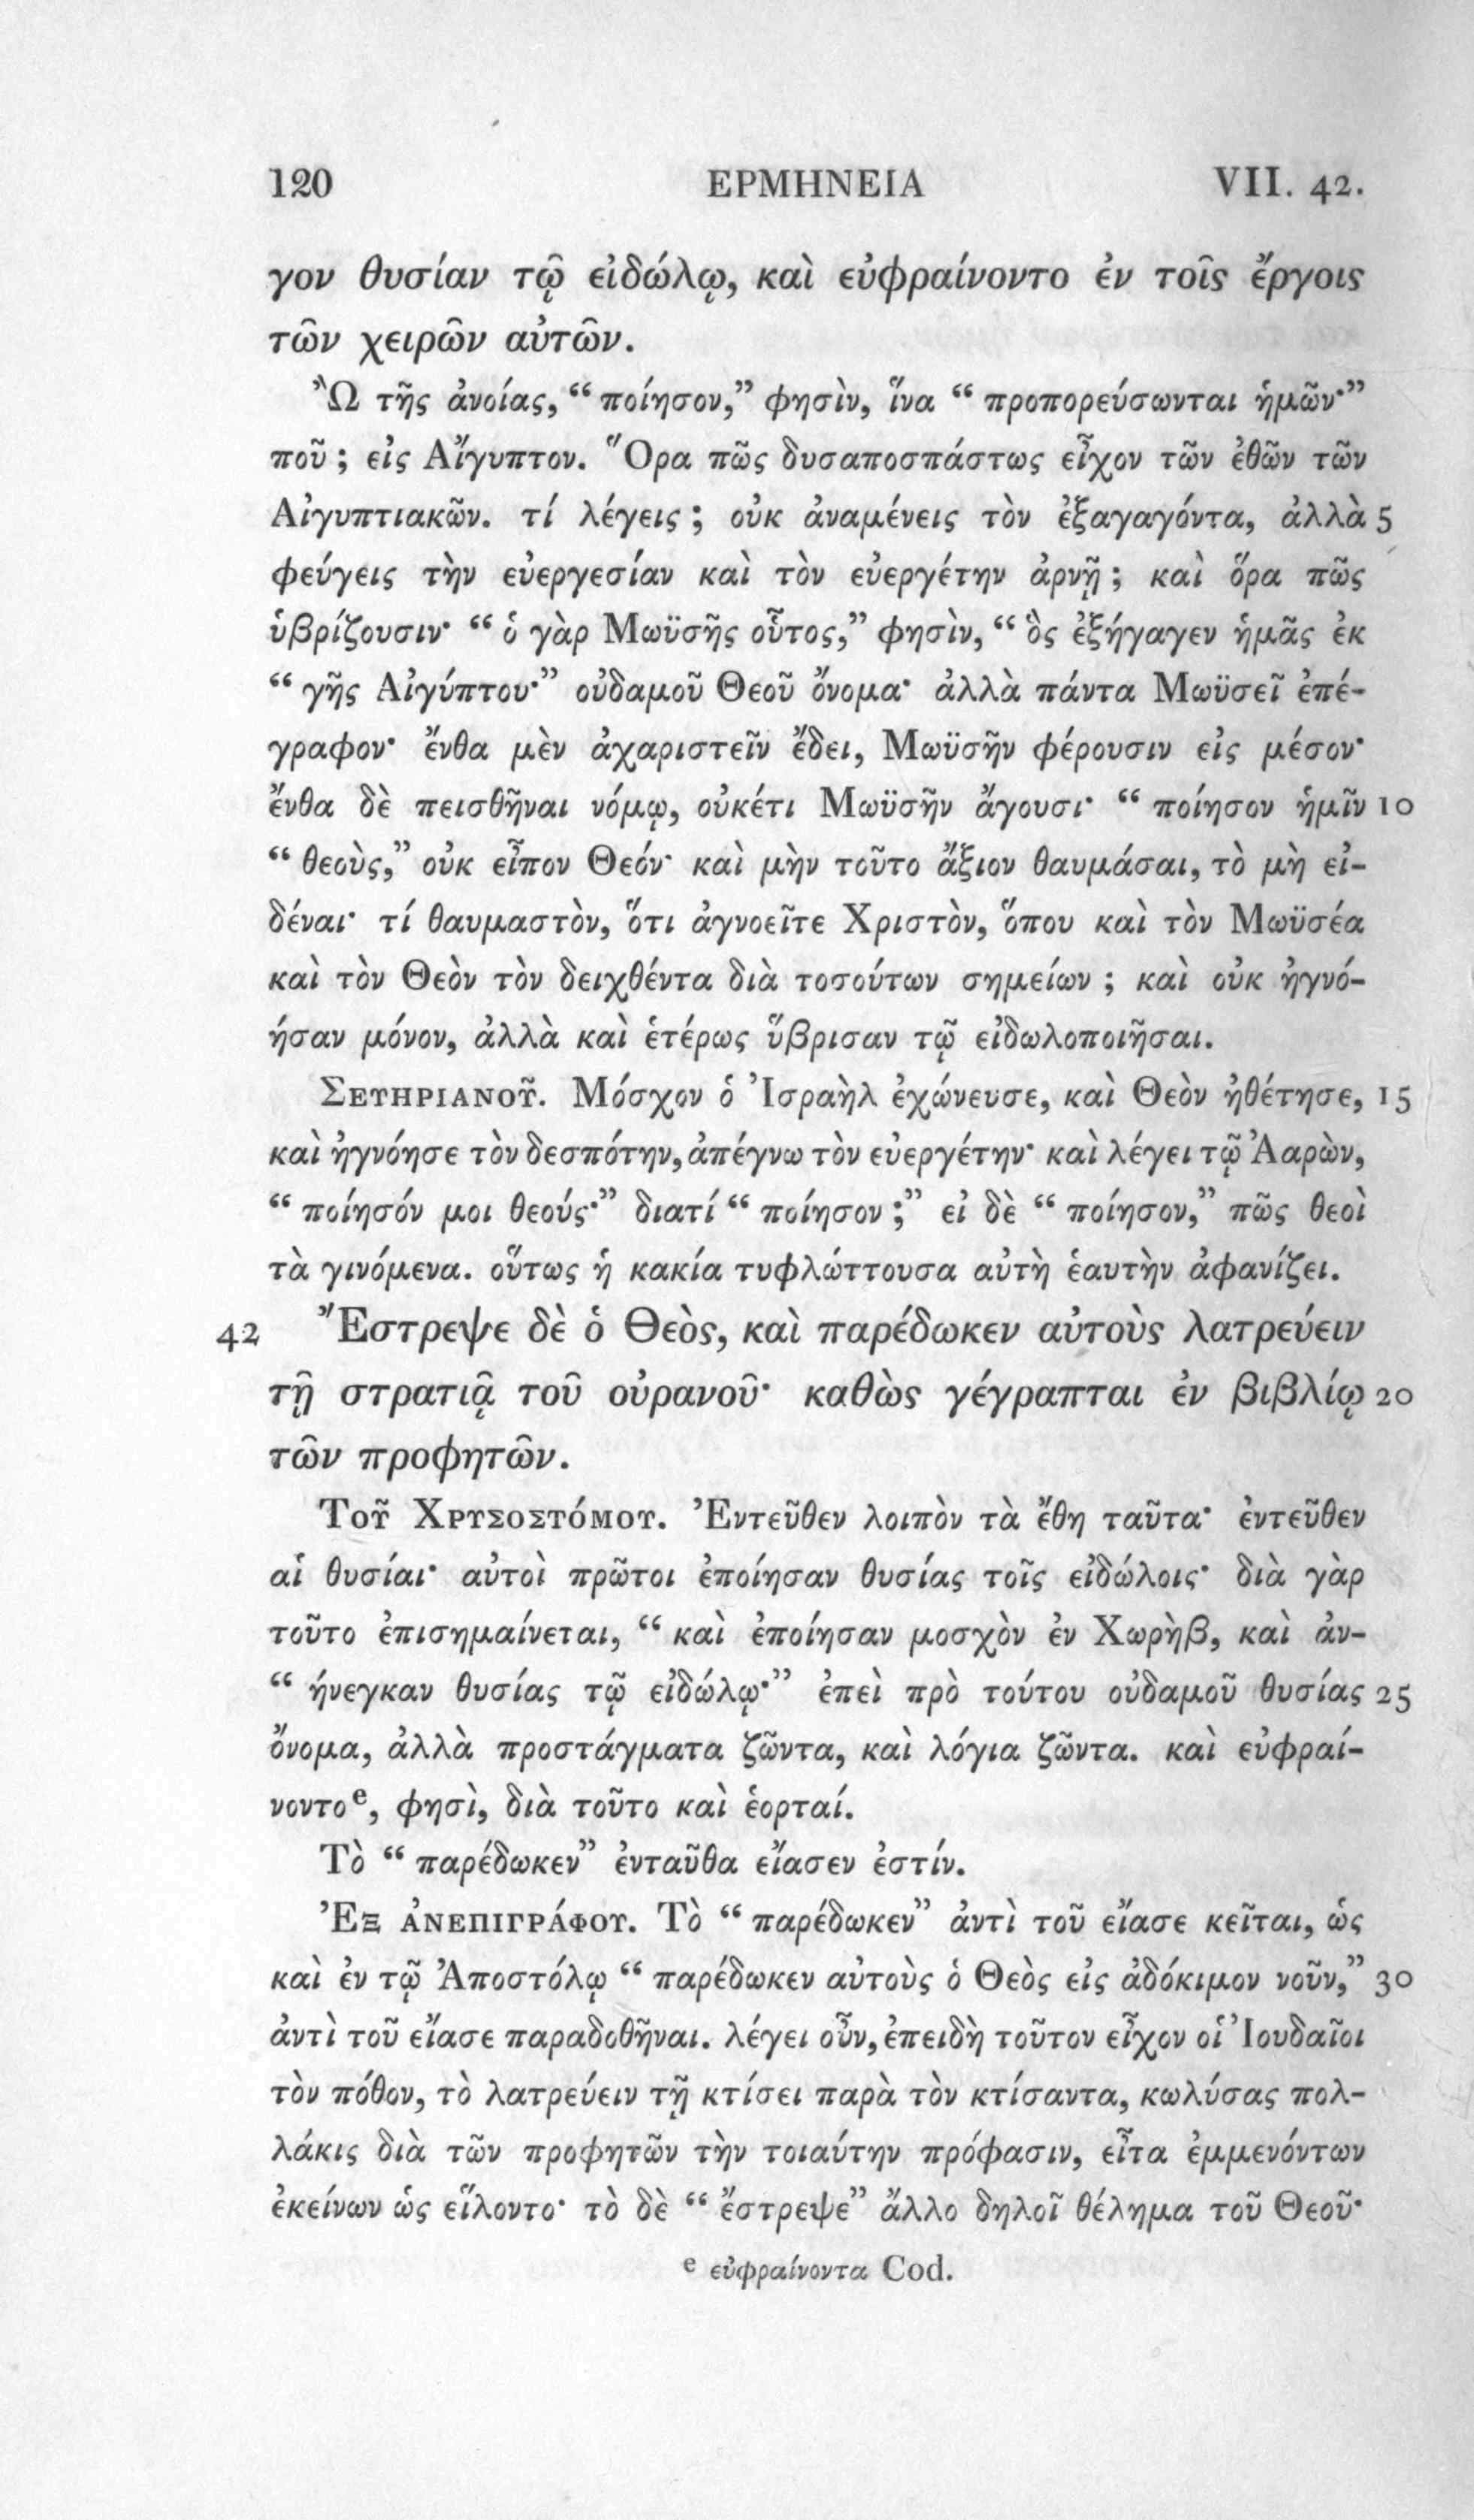 120 ΕΡΜΗΝΕΙΑ VII. 42.
γον θυσίαν τῷ εἰδώλῳ, καὶ εὐφραίνοντο ἐν τοῖς ἔργοις
τῶν χειρῶν αὐτῶν.
Ὢ τῆς ἀνοίας, “ ποίησον,” φησὶν, ἵνα “ προπορεύσωνται ἡμῶν·”
ποῦ ; εἰς Αἴγυπτον. Ὅρα πῶς δυσαποσπάστως εἶχον τῶν ἐθῶν τῶν
Αἰγυπτιακῶν. τί λέγεις ; οὐκ ἀναμένεις τὸν ἐξαγαγόντα, ἀλλὰ 5
φεύγεις τὴν εὐεργεσίαν καὶ τὸν εὐεργέτην ἀρνῇ ; καὶ ὅρα πῶς
ὑβρίζουσιν· “ ὁ γὰρ Μωϋσῆς οὗτος,” φησὶν, “ ὃς ἐξήγαγεν ἡμᾶς ἐκ
“ γῆς Αἰγύπτου·” οὐδαμοῦ Θεοῦ ὄνομα· ἀλλὰ πάντα Μωϋσεῖ ἐπέ-
γραφον· ἔνθα μὲν ἀχαριστεῖν ἔδει, Μωϋσῆν φέρουσιν εἰς μέσον·
ἔνθα δὲ πεισθῆναι νόμῳ, οὐκέτι Μωϋσῆν ἄγουσι· “ ποίησον ἡμῖν 10
“ θεοὺς,” οὐκ εἶπον Θεόν· καὶ μὴν τοῦτο ἄξιον θαυμάσαι, τὸ μὴ εἰ-
δέναι· τί θαυμαστὸν, ὅτι ἀγνοεῖτε Χριστὸν, ὅπου καὶ τὸν Μωϋσέα
καὶ τὸν Θεὸν τὸν δειχθέντα διὰ τοσούτων σημείων ; καὶ οὐκ ἠγνό-
ήσαν μόνον, ἀλλὰ καὶ ἑτέρως ὕβρισαν τῷ εἰδωλοποιῆσαι.
ΣΕΥΗΡΙΑΝΟῦ. Μόσχον ὁ Ἰσραὴλ ἐχώνευσε, καὶ Θεὸν ἠθέτησε, 15
καὶ ἠγνόησε τὸν δεσπότην, ἀπέγνω τὸν εὐεργέτην· καὶ λέγει τῷ Ἀαρὼν,
“ ποίησόν μοι θεούς·” διατί “ ποίησον ;” εἰ δὲ “ ποίησον,” πῶς θεοὶ
τὰ γινόμενα. οὕτως ἡ κακία τυφλώττουσα αὐτὴ ἑαυτὴν ἀφανίζει.
42 Ἔστρεψε δὲ ὁ Θεὸς, καὶ παρέδωκεν αὐτοὺς λατρεύειν
τῇ στρατιᾷ τοῦ οὐρανοῦ· καθὼς γέγραπται ἐν βιβλίῳ 20
τῶν προφητῶν.
ΤΟῦ ΧΡΥΣΟΣΤόΜΟΥ. Ἐντεῦθεν λοιπὸν τὰ ἔθη ταῦτα· ἐντεῦθεν
αἱ θυσίαι· αὐτοὶ πρῶτοι ἐποίησαν θυσίας τοῖς εἰδώλοις· διὰ γὰρ
τοῦτο ἐπισημαίνεται, “ καὶ ἐποίησαν μοσχὸν ἐν Χωρὴβ, καὶ ἀν-
“ ήνεγκαν θυσίας τῷ εἰδώλῳ·” ἐπεὶ πρὸ τούτου οὐδαμοῦ θυσίας 25
ὄνομα, ἀλλὰ προστάγματα ζῶντα, καὶ λόγια ζῶντα. καὶ εὐφραί-
νοντο e, φησὶ, διὰ τοῦτο καὶ ἑορταί.
Τὸ “ παρέδωκεν” ἐνταῦθα εἴασεν ἐστίν.
ἘΞ ἀΝΕΠΙΓΡάΦΟΥ. Τὸ “ παρέδωκεν” ἀντὶ τοῦ εἴασε κεῖται, ὡς
καὶ ἐν τῷ Ἀποστόλῳ “ παρέδωκεν αὐτοὺς ὁ Θεὸς εἰς ἀδόκιμον νοῦν,” 30
ἀντὶ τοῦ εἴασε παραδοθῆναι. λέγει οὖν, ἐπειδὴ τοῦτον εἶχον οἱ Ἰουδαῖοι
τὸν πόθον, τὸ λατρεύειν τῇ κτίσει παρὰ τὸν κτίσαντα, κωλύσας πολ-
λάκις διὰ τῶν προφητῶν τὴν τοιαύτην πρόφασιν, εἶτα ἐμμενόντων
ἐκείνων ὡς εἵλοντο· τὸ δὲ “ ἔστρεψε” ἄλλο δηλοῖ θέλημα τοῦ Θεοῦ·
e εὐφραίνοντα Cod.